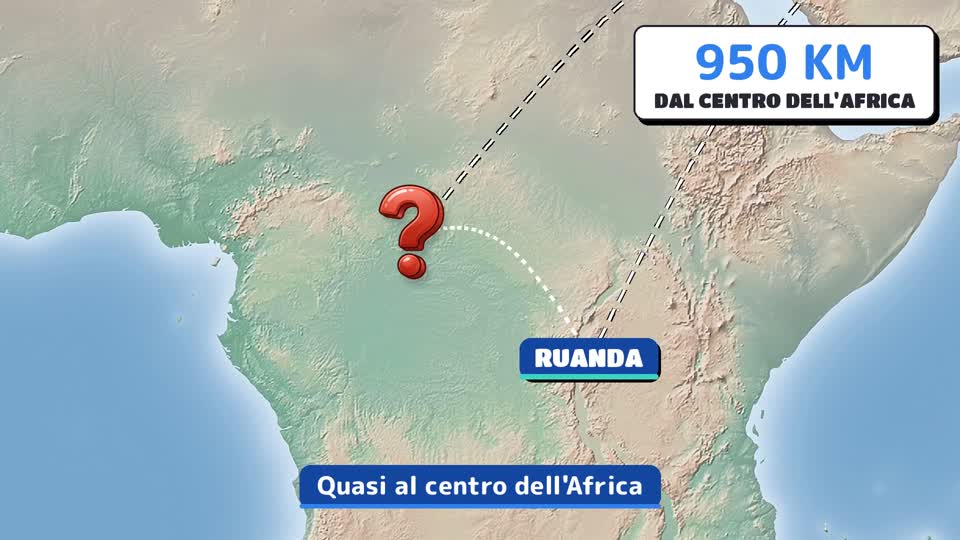 950 KM
DAL CENTRO DELL'AFRICA
?
RUANDA
Quasi al centro dell'Africa